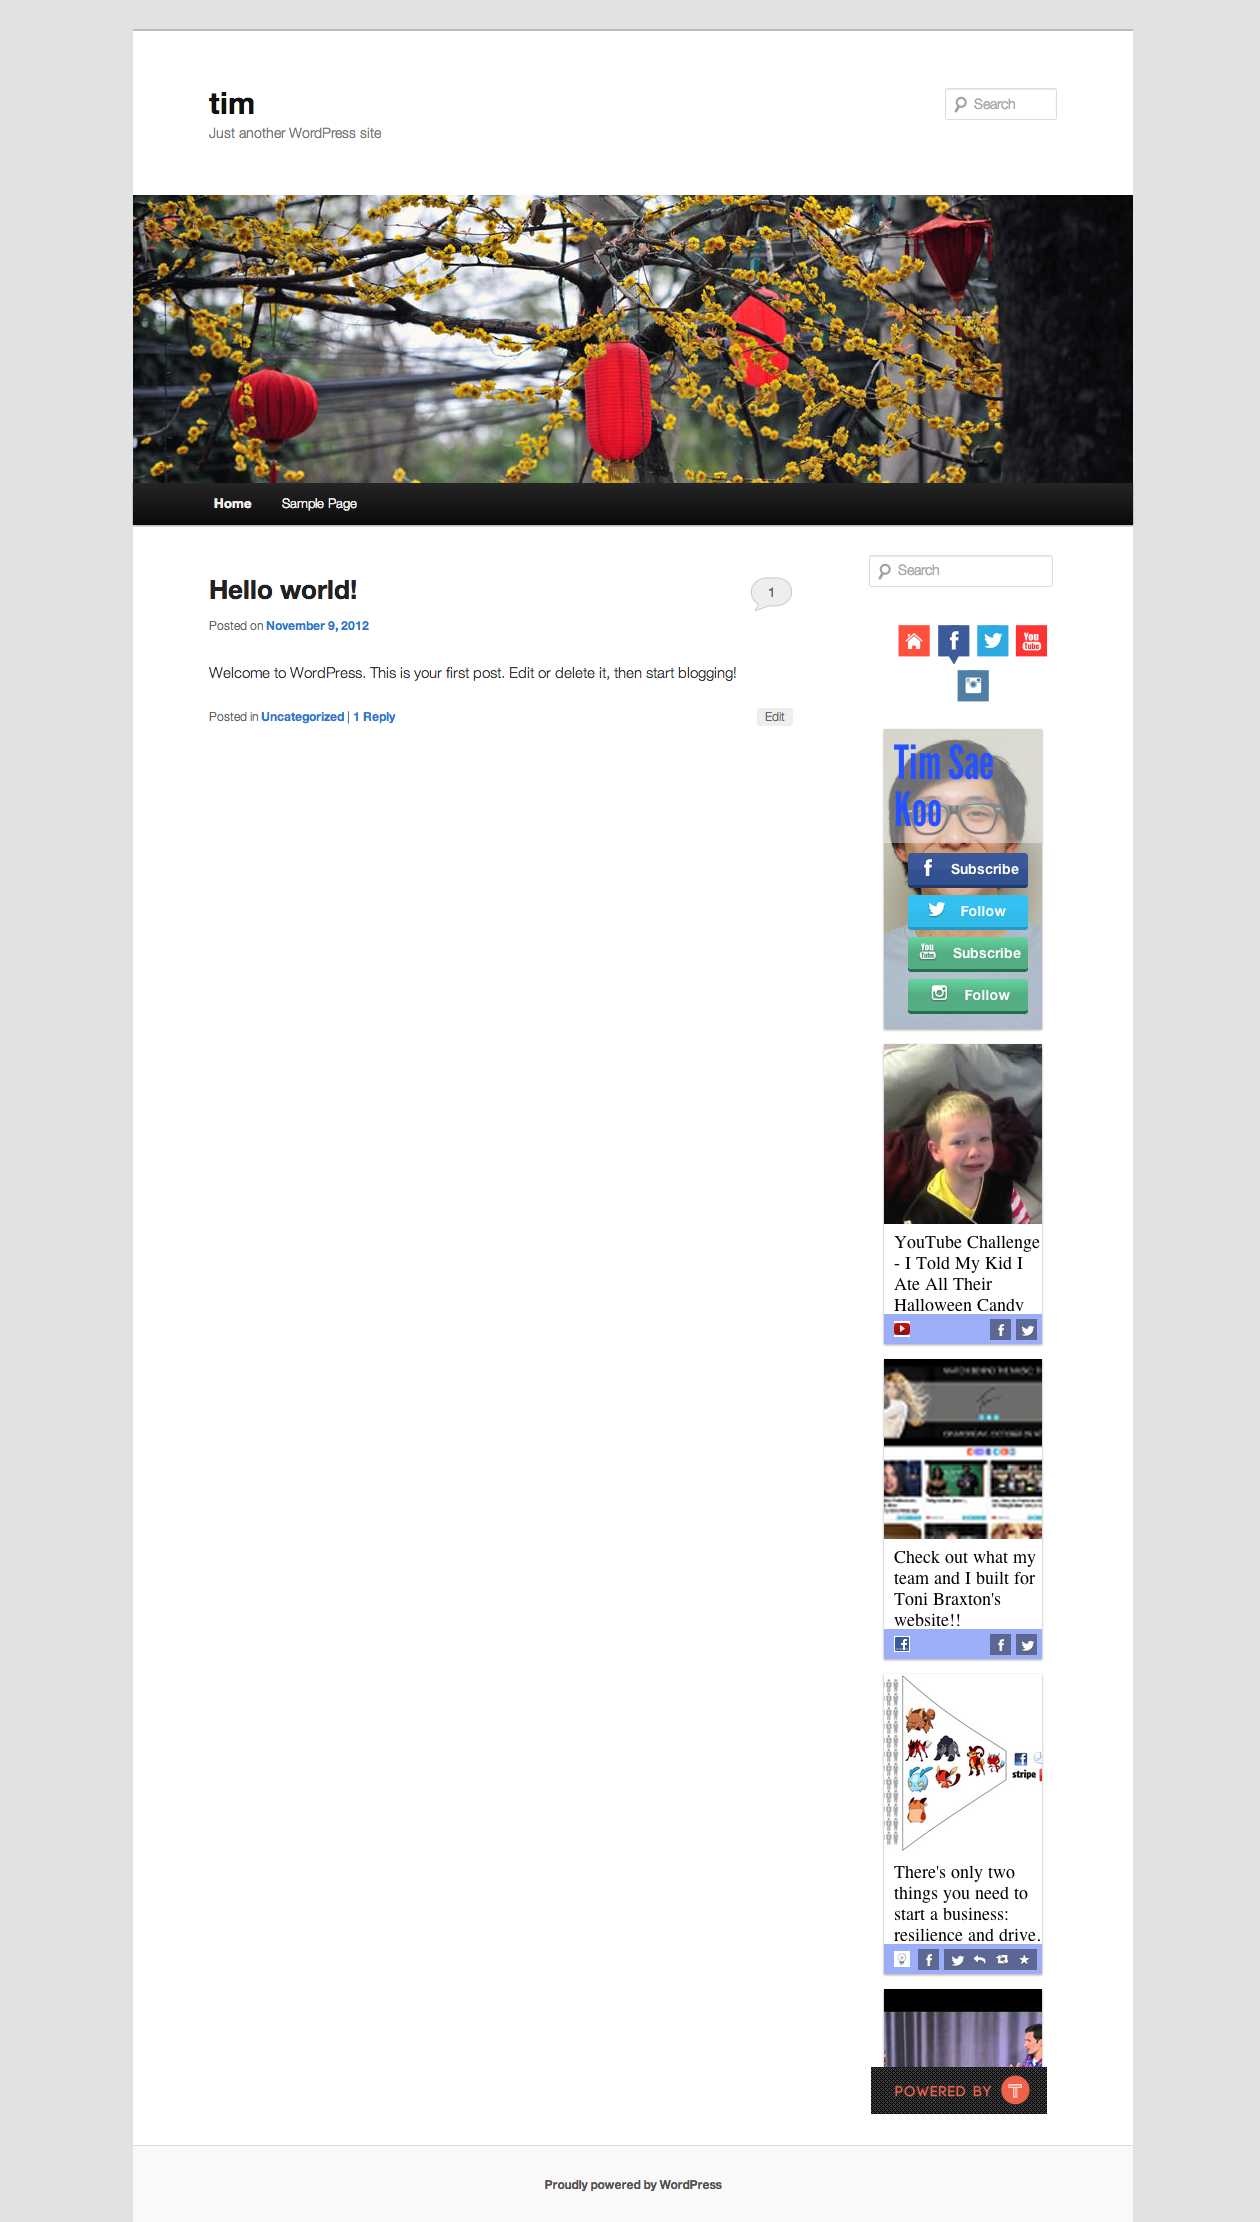 tim
Just another WordPress site
Search
Home
Sample Page
Search
Hello world!
1
Posted on November 9, 2012
Welcome to WordPress. This is your first post. Edit or delete it, then start blogging!
Posted in Uncategorized | 1 Reply
Edit
You
Tube
Tim Sae
Koo
Subscribe
Follow
You
Tube
Subscribe
Follow
YouTube Challenge
- I Told My Kid I
Ate All Their
Halloween Candy
Check out what my
team and I built for
Toni Braxton's
website!!
stripe
There's only two
things you need to
start a business:
resilience and drive.
POWERED BY T
Proudly powered by WordPress